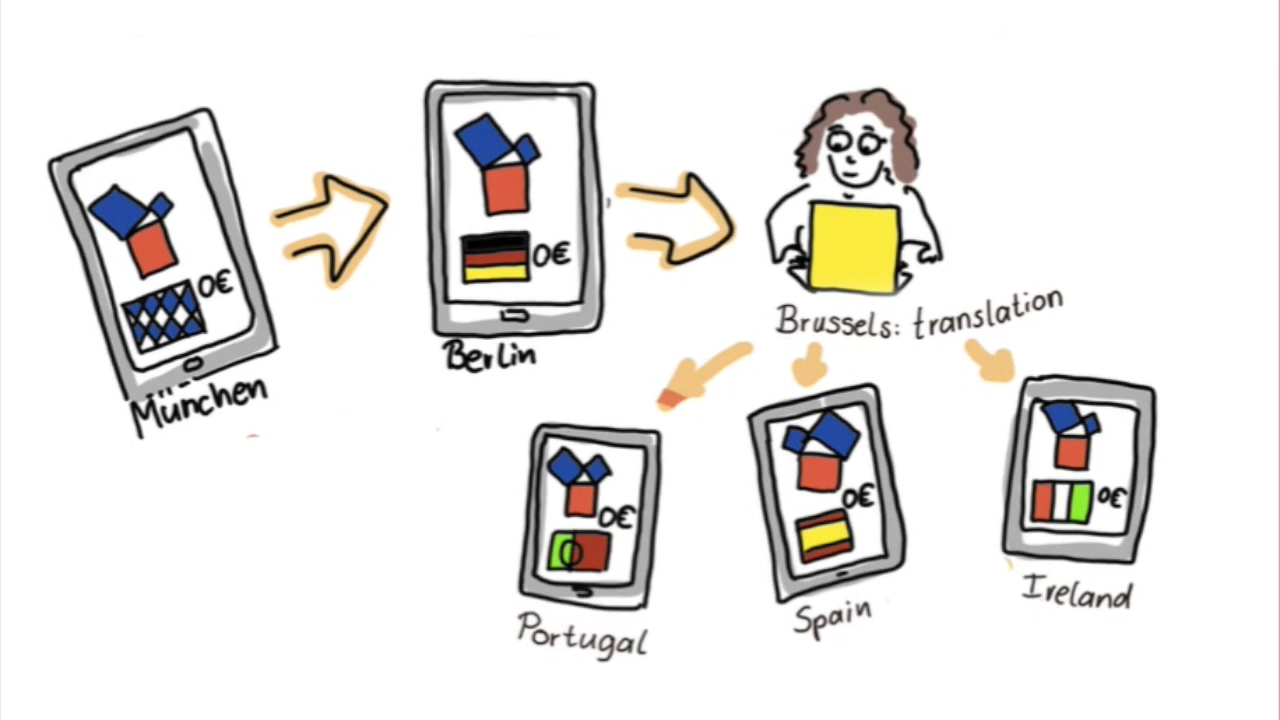 0€
München
0€
Berlin
Brussels: translation
0€
Portugal
0€
Spain
0€
Ireland